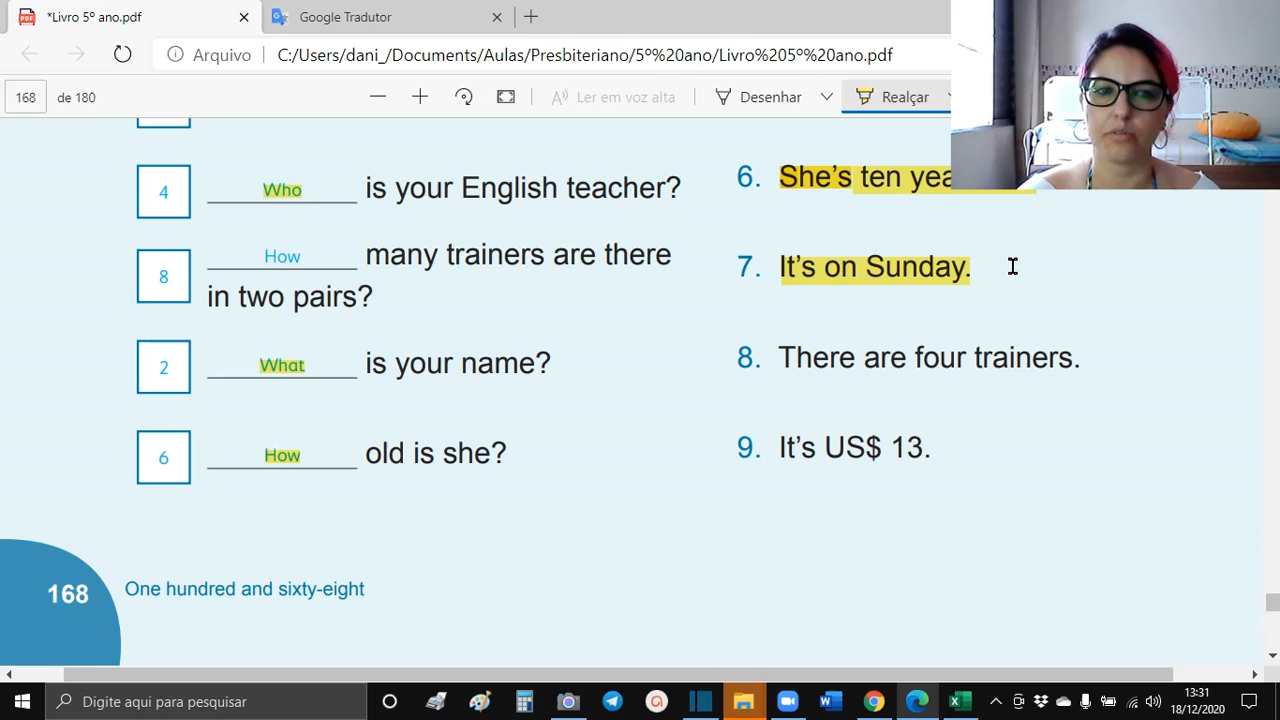 *Livro 5º ano.pdf
Google Tradutor
Arquivo
C:/Users/dani_/Documents/Aulas/Presbiteriano/5º%20ano/Livro%205º%20ano.pdf
168 de 180
Ler em voz alta
Desenhar
Realçar
4 Who is your English teacher?
8 How many trainers are there
in two pairs?
2 What is your name?
6 How old is she?
6. She's ten
7. It's on Sunday.
8. There are four trainers.
9. It's US$ 13.
168 One hundred and sixty-eight
Digite aqui para pesquisar
13:31
18/12/2020